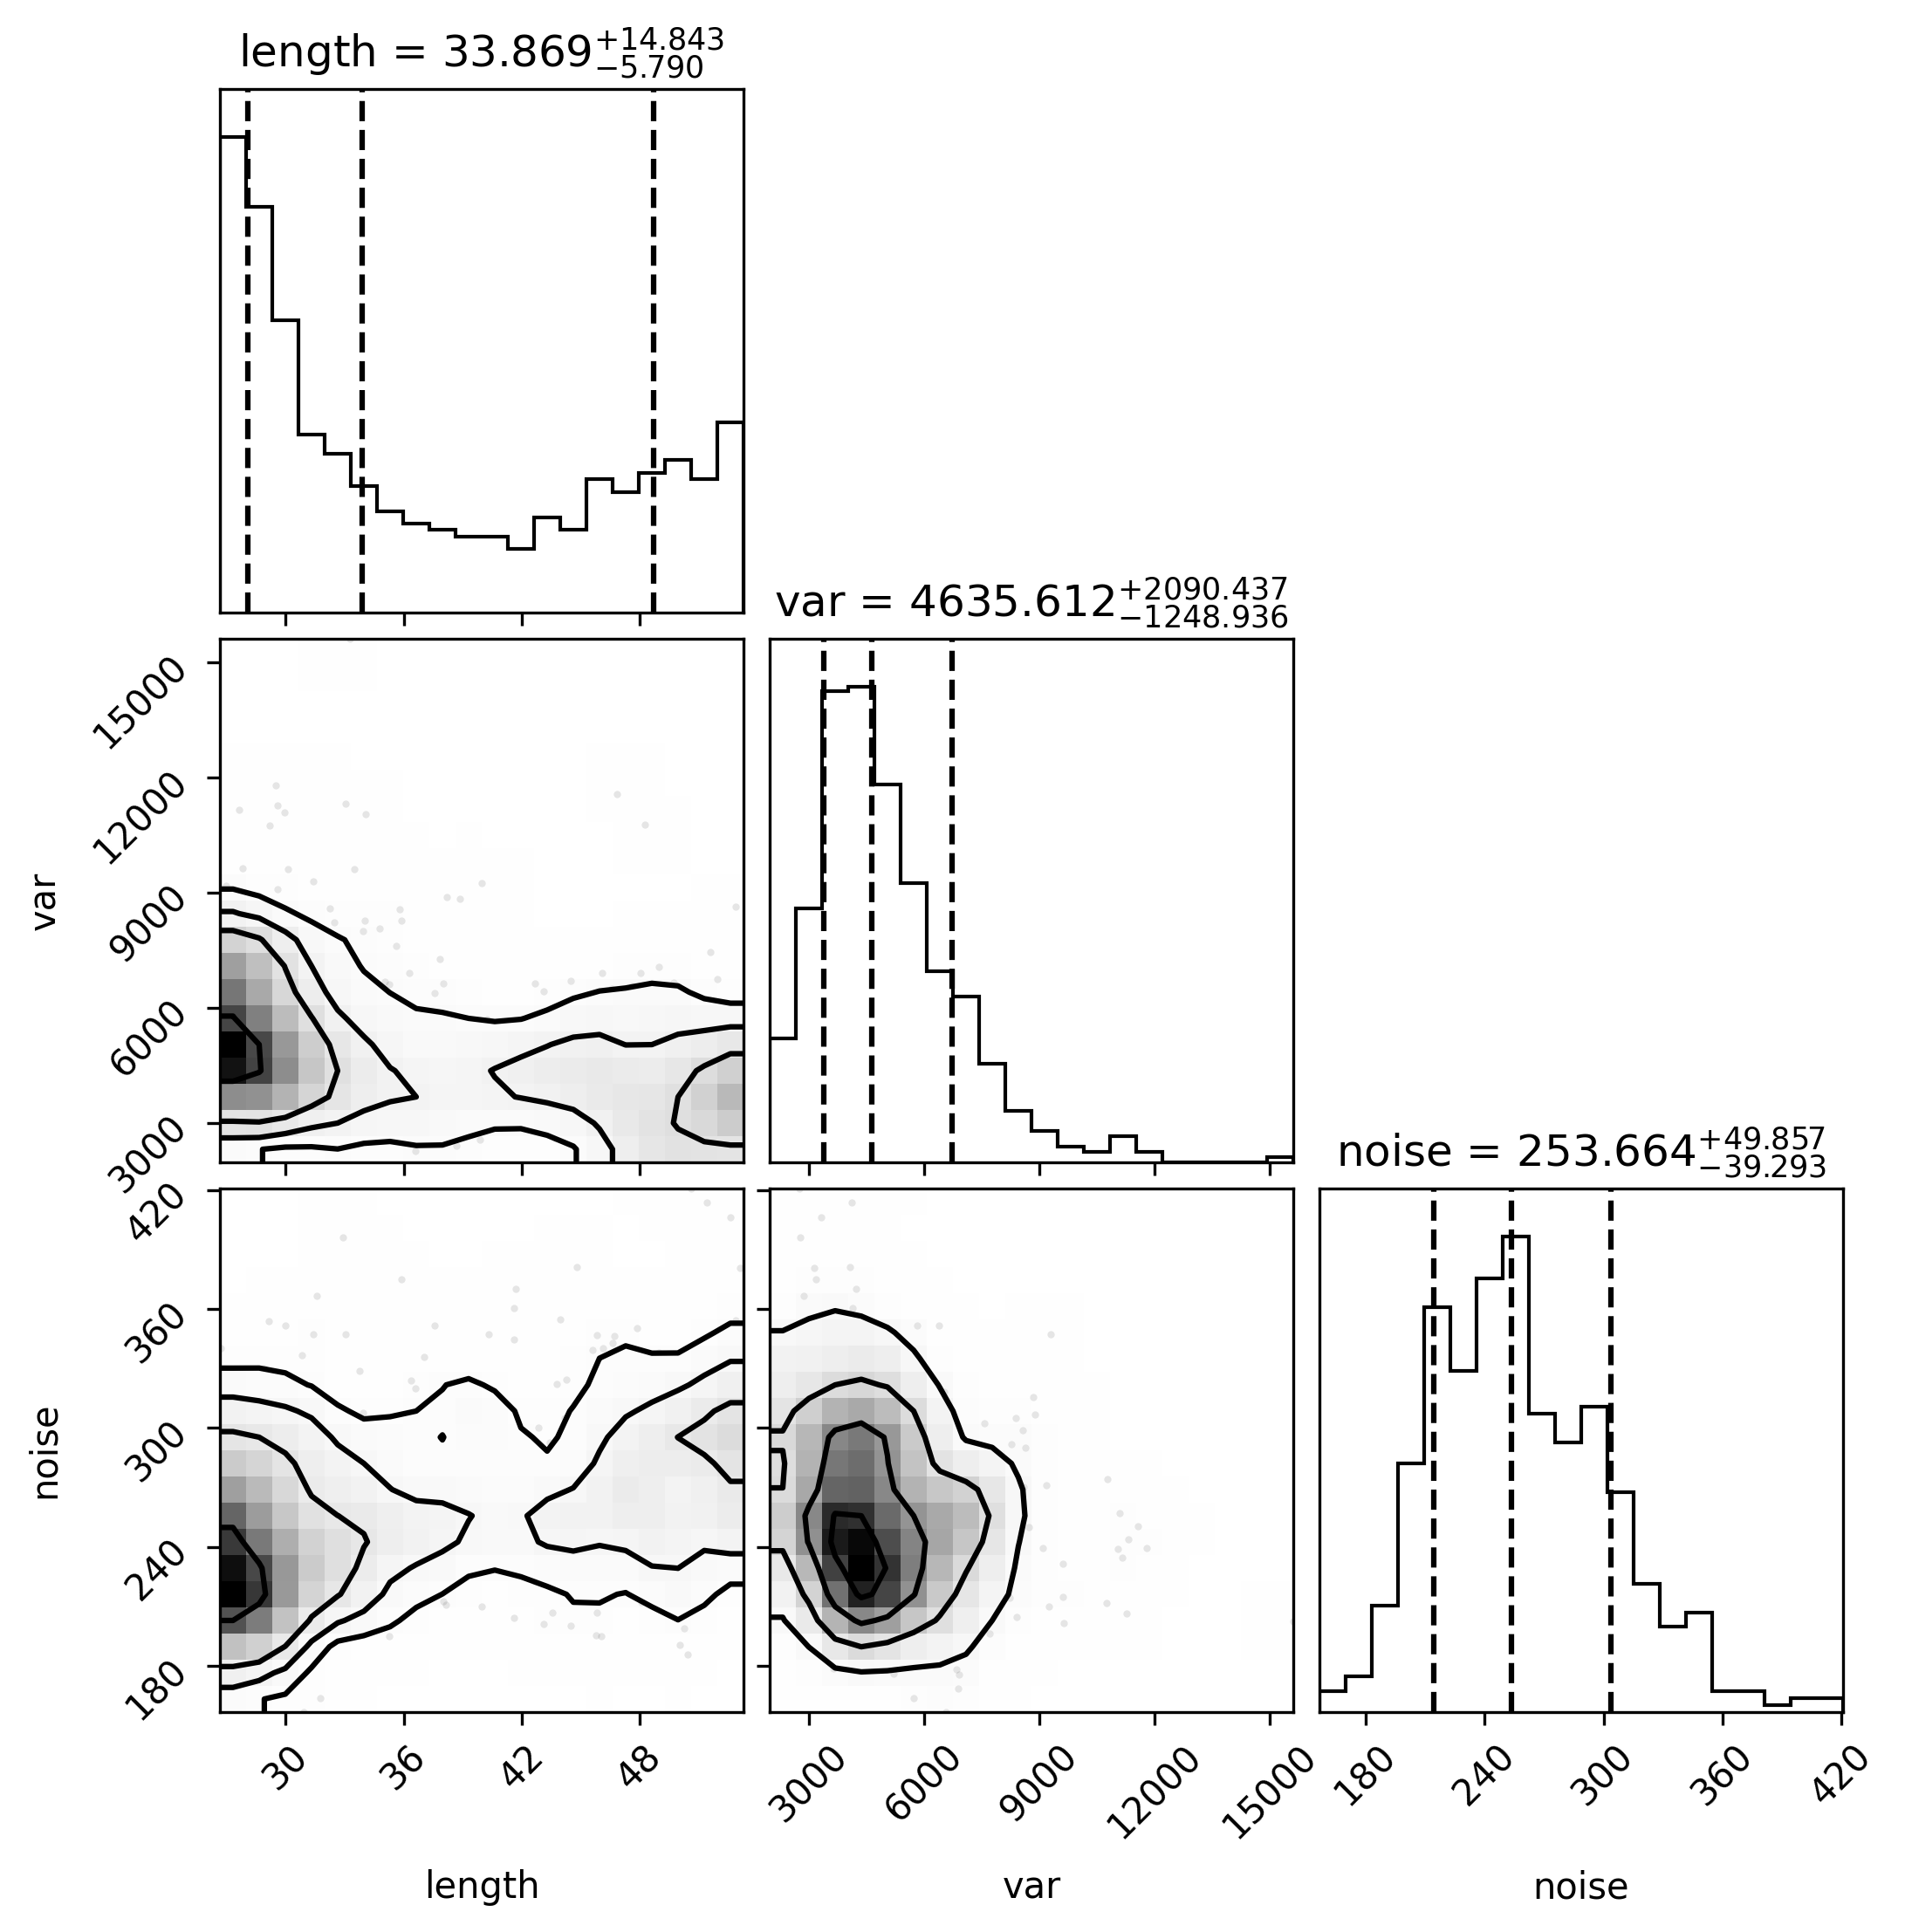 length = 33.869 +14.843 −5.790
var = 4635.612 +2090.437 −1248.936
15000
12000
9000
6000
3000
var
noise = 253.664 +49.857 −39.293
420
360
300
240
180
noise
30 36 42 48
3000 6000 9000 12000 15000
180 240 300 360 420
length var noise